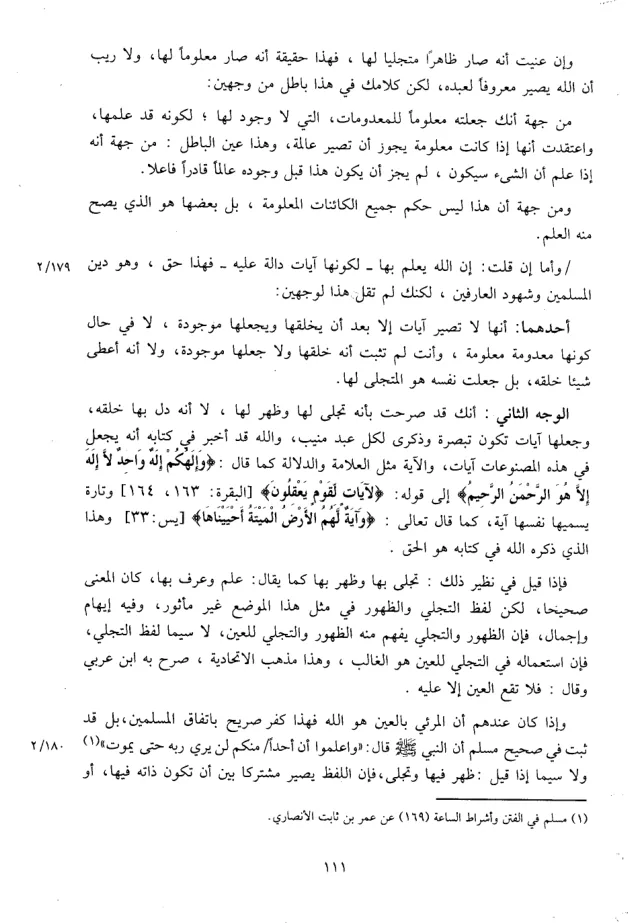 وإن عنيت أنه صار ظاهرًا متجليا لها ، فهذا حقيقة أنه صار معلوماً لها، ولا ريب
أن الله يصير معروفاً لعبده، لكن كلامك في هذا باطل من وجهين:
من جهة أنك جعلته معلوماً للمعدومات، التي لا وجود لها ؛ لكونه قد علمها،
واعتقدت أنها إذا كانت معلومة يجوز أن تصير عالمة، وهذا عين الباطل : من جهة أنه
إذا علم أن الشىء سيكون ، لم يجز أن يكون هذا قبل وجوده عالماً قادراً فاعلا.
ومن جهة أن هذا ليس حكم جميع الكائنات المعلومة ، بل بعضها هو الذي يصح
منه العلم.
/ وأما إن قلت: إن الله يعلم بها ـ لكونها آيات دالة عليه ـ فهذا حق ، وهو دين ٢/١٧٩
المسلمين وشهود العارفين ، لكنك لم تقل هذا لوجهين:
أحدهما: أنها لا تصير آيات إلا بعد أن يخلقها ويجعلها موجودة ، لا في حال
كونها معدومة معلومة ، وأنت لم تثبت أنه خلقها ولا جعلها موجودة، ولا أنه أعطى
شيئا خلقه، بل جعلت نفسه هو المتجلى لها.
الوجه الثاني : أنك قد صرحت بأنه تجلى لها وظهر لها ، لا أنه دل بها خلقه،
وجعلها آيات تكون تبصرة وذكرى لكل عبد منيب، والله قد أخبر في كتابه أنه يجعل
في هذه المصنوعات آيات، والآية مثل العلامة والدلالة كما قال : ﴿وَإِلَهُكُمْ إِلَهٌ وَاحِدٌ لاَّ إِلَهَ
إِلاَّ هُوَ الرَّحْمَنُ الرَّحِيمُ﴾ إلى قوله: ﴿لآيَاتٍ لِّقَوْمٍ يَعْقِلُونَ﴾ [البقرة: ١٦٣، ١٦٤] وتارة
يسميها نفسها آية، كما قال تعالى : ﴿وَآيَةٌ لَّهُمُ الأَرْضُ الْمَيْتَةُ أَحْيَيْنَاهَا﴾ [يس:٣٣] وهذا
الذي ذكره الله في كتابه هو الحق .
فإذا قيل في نظير ذلك : تجلى بها وظهر بها كما يقال: علم وعرف بها، كان المعنى
صحيحا، لكن لفظ التجلي والظهور في مثل هذا الموضع غير مأثور، وفيه إيهام
وإجمال، فإن الظهور والتجلي يفهم منه الظهور والتجلي للعين، لا سيما لفظ التجلي،
فإن استعماله في التجلي للعين هو الغالب ، وهذا مذهب الاتحادية ، صرح به ابن عربي
وقال : فلا تقع العين إلا عليه .
وإذا كان عندهم أن المرئي بالعين هو الله فهذا كفر صريح باتفاق المسلمين،بل قد
ثبت في صحيح مسلم أن النبي ﷺ قال: «واعلموا أن أحداً/ منكم لن يري ربه حتى يموت»(١) ٢/١٨٠
ولا سيما إذا قيل :ظهر فيها وتجلى،فإن اللفظ يصير مشتركا بين أن تكون ذاته فيها، أو
(١) مسلم في الفتن وأشراط الساعة (١٦٩) عن عمر بن ثابت الأنصاري.
١١١